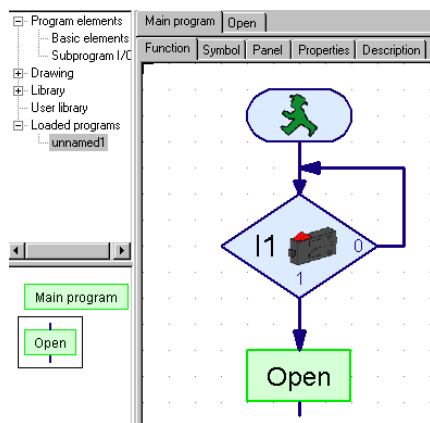 Program elements
Basic elements
Subprogram I/O
Drawing
Library
User library
Loaded programs
unnamed1
Main program
Open
Main program
Open
Function
Symbol
Panel
Properties
Description
I1
0
1
Open